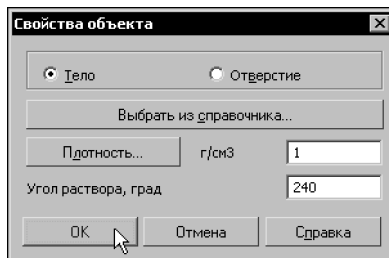 Свойства объекта
Тело Отверстие
Выбрать из справочника...
Плотность... г/см3 1
Угол раствора, град 240
OK Отмена Справка